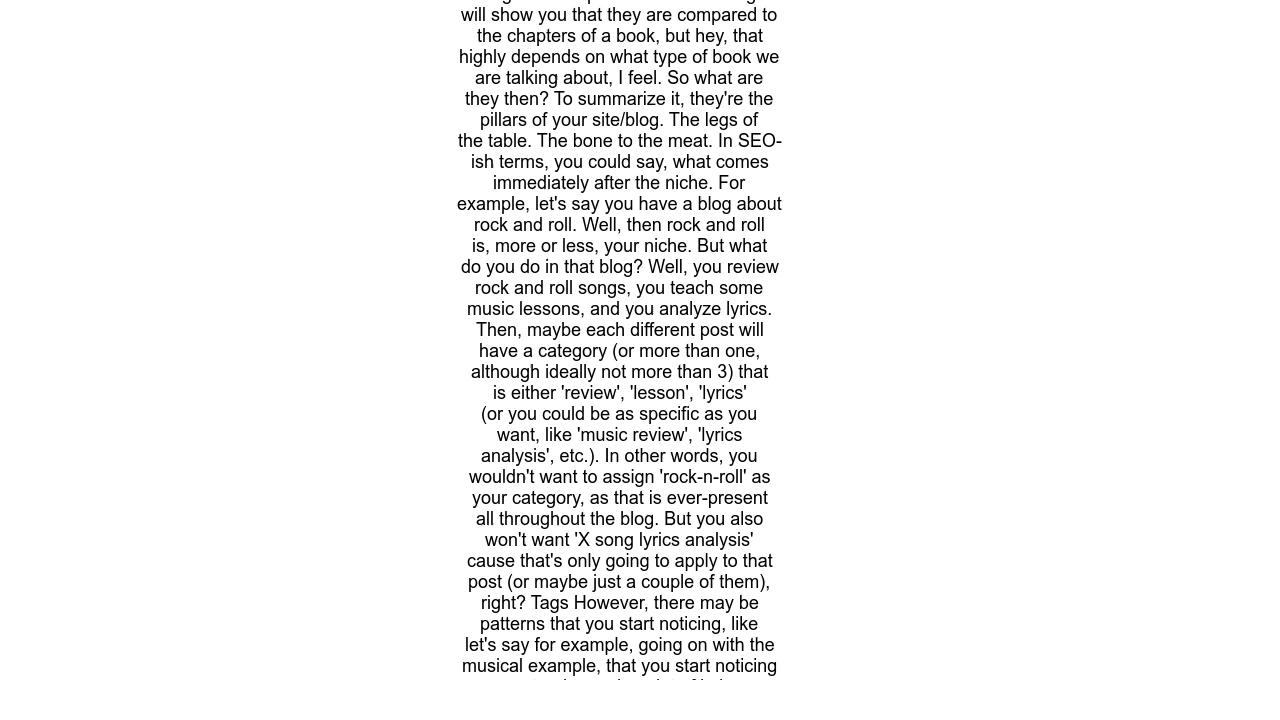 will show you that they are compared to
the chapters of a book, but hey, that
highly depends on what type of book we
are talking about, I feel. So what are
they then? To summarize it, they're the
pillars of your site/blog. The legs of
the table. The bone to the meat. In SEO-
ish terms, you could say, what comes
immediately after the niche. For
example, let's say you have a blog about
rock and roll. Well, then rock and roll
is, more or less, your niche. But what
do you do in that blog? Well, you review
rock and roll songs, you teach some
music lessons, and you analyze lyrics.
Then, maybe each different post will
have a category (or more than one,
although ideally not more than 3) that
is either 'review', 'lesson', 'lyrics'
(or you could be as specific as you
want, like 'music review', 'lyrics
analysis', etc.). In other words, you
wouldn't want to assign 'rock-n-roll' as
your category, as that is ever-present
all throughout the blog. But you also
won't want 'X song lyrics analysis'
cause that's only going to apply to that
post (or maybe just a couple of them),
right? Tags However, there may be
patterns that you start noticing, like
let's say for example, going on with the
musical example, that you start noticing